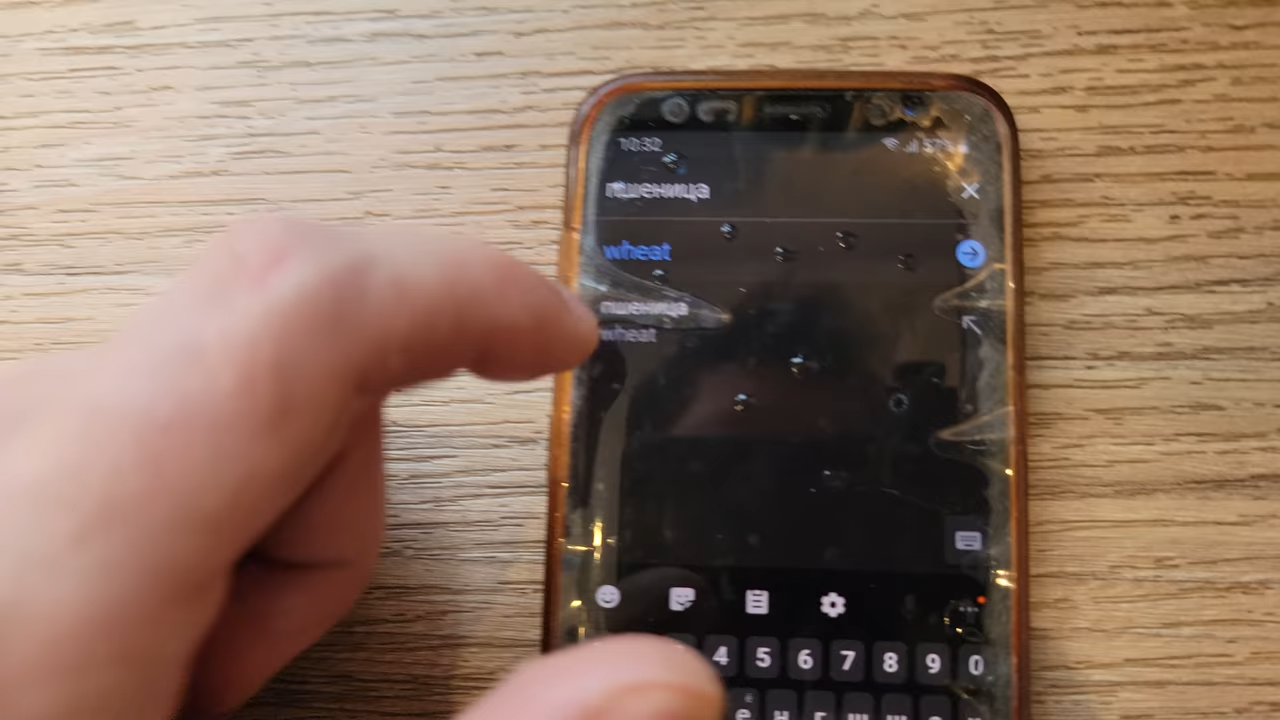 10:32
пшеница
wheat
пшеница
wheat
4 5 6 7 8 9 0
е н г ш щ з х